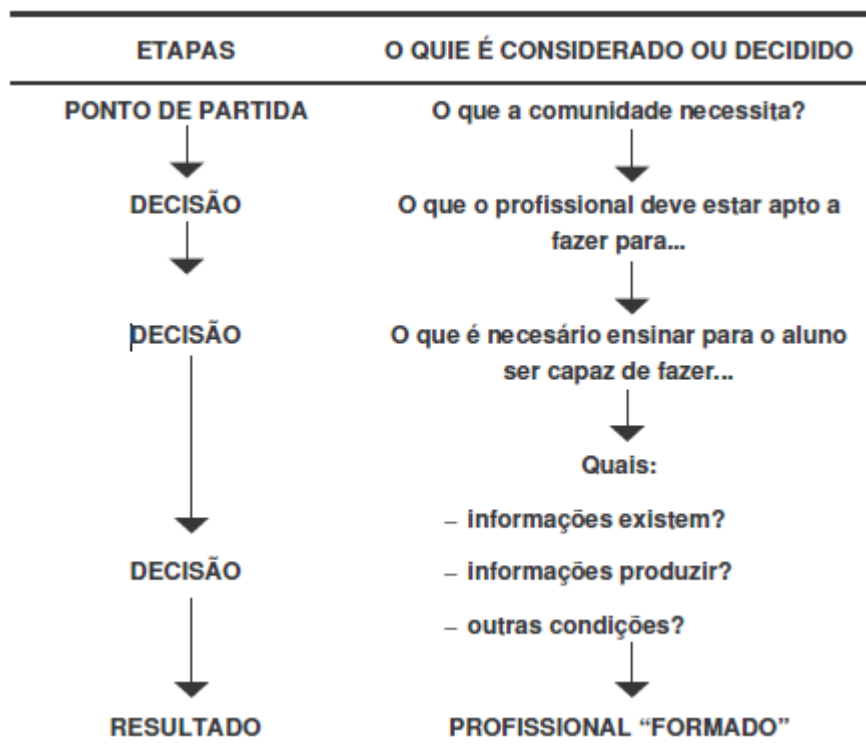 ETAPAS O QUIE É CONSIDERADO OU DECIDIDO
PONTO DE PARTIDA O que a comunidade necessita?
DECISÃO O que o profissional deve estar apto a
fazer para...
DECISÃO O que é necesário ensinar para o aluno
ser capaz de fazer...
Quais:
– informações existem?
DECISÃO – informações produzir?
– outras condições?
RESULTADO PROFISSIONAL “FORMADO”